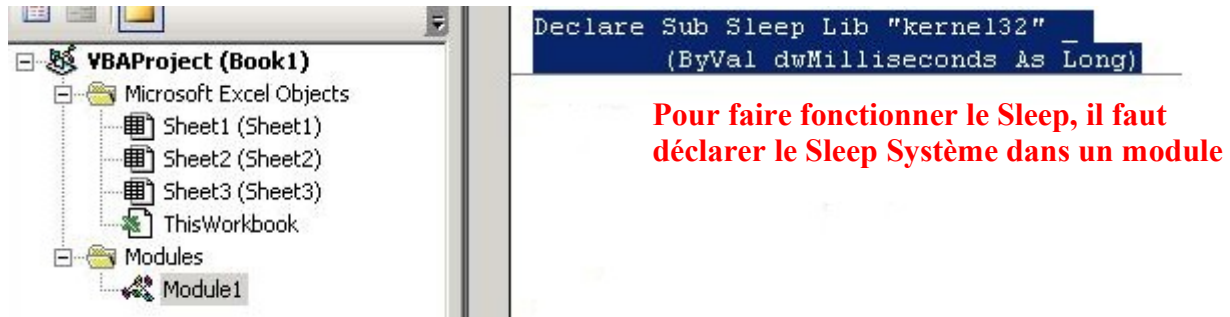 VBAProject (Book1)
Microsoft Excel Objects
Sheet1 (Sheet1)
Sheet2 (Sheet2)
Sheet3 (Sheet3)
ThisWorkbook
Modules
Module1
Declare Sub Sleep Lib "kernel32" _
(ByVal dwMilliseconds As Long)
Pour faire fonctionner le Sleep, il faut
déclarer le Sleep Système dans un module